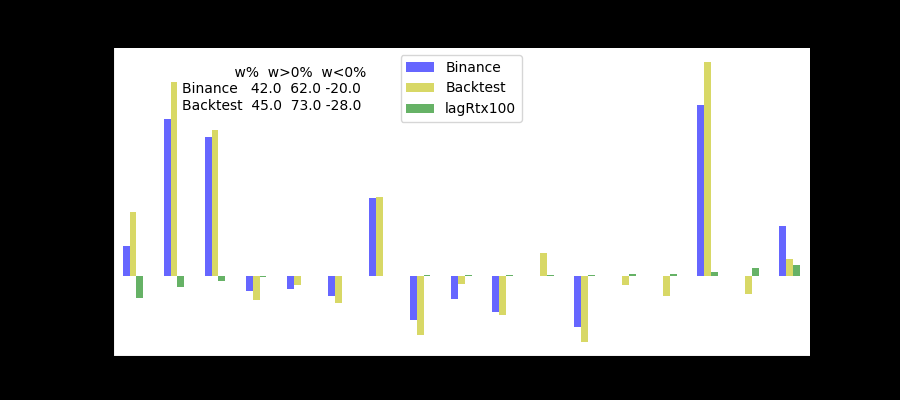 w%  w>0%  w<0%
Binance   42.0  62.0 -20.0
Backtest  45.0  73.0 -28.0
Binance
Backtest
lagRtx100